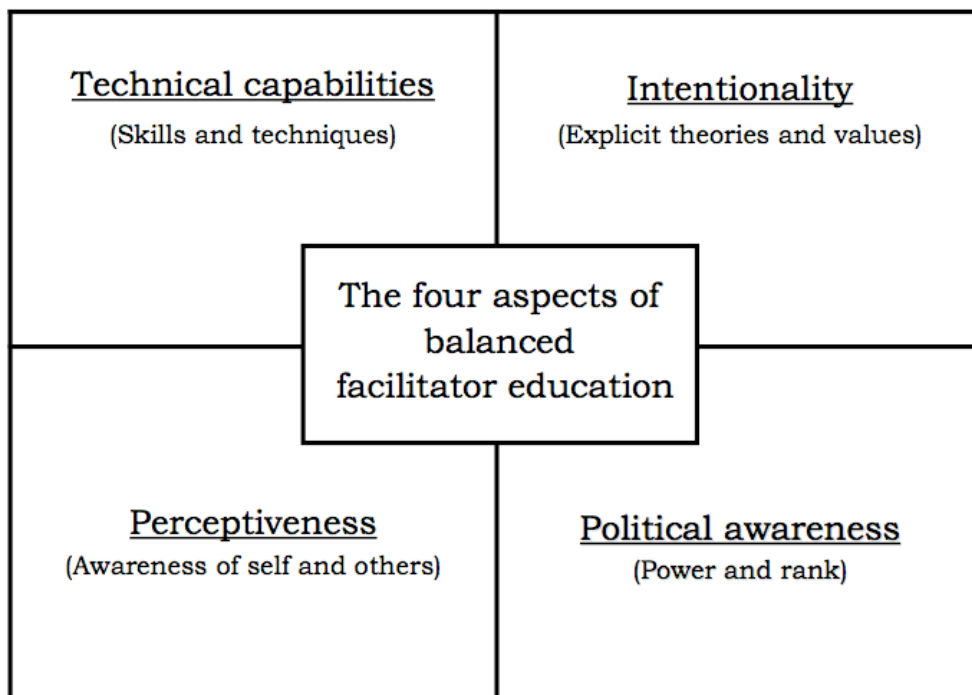 Technical capabilities
(Skills and techniques)
Intentionality
(Explicit theories and values)
The four aspects of
balanced
facilitator education
Perceptiveness
(Awareness of self and others)
Political awareness
(Power and rank)